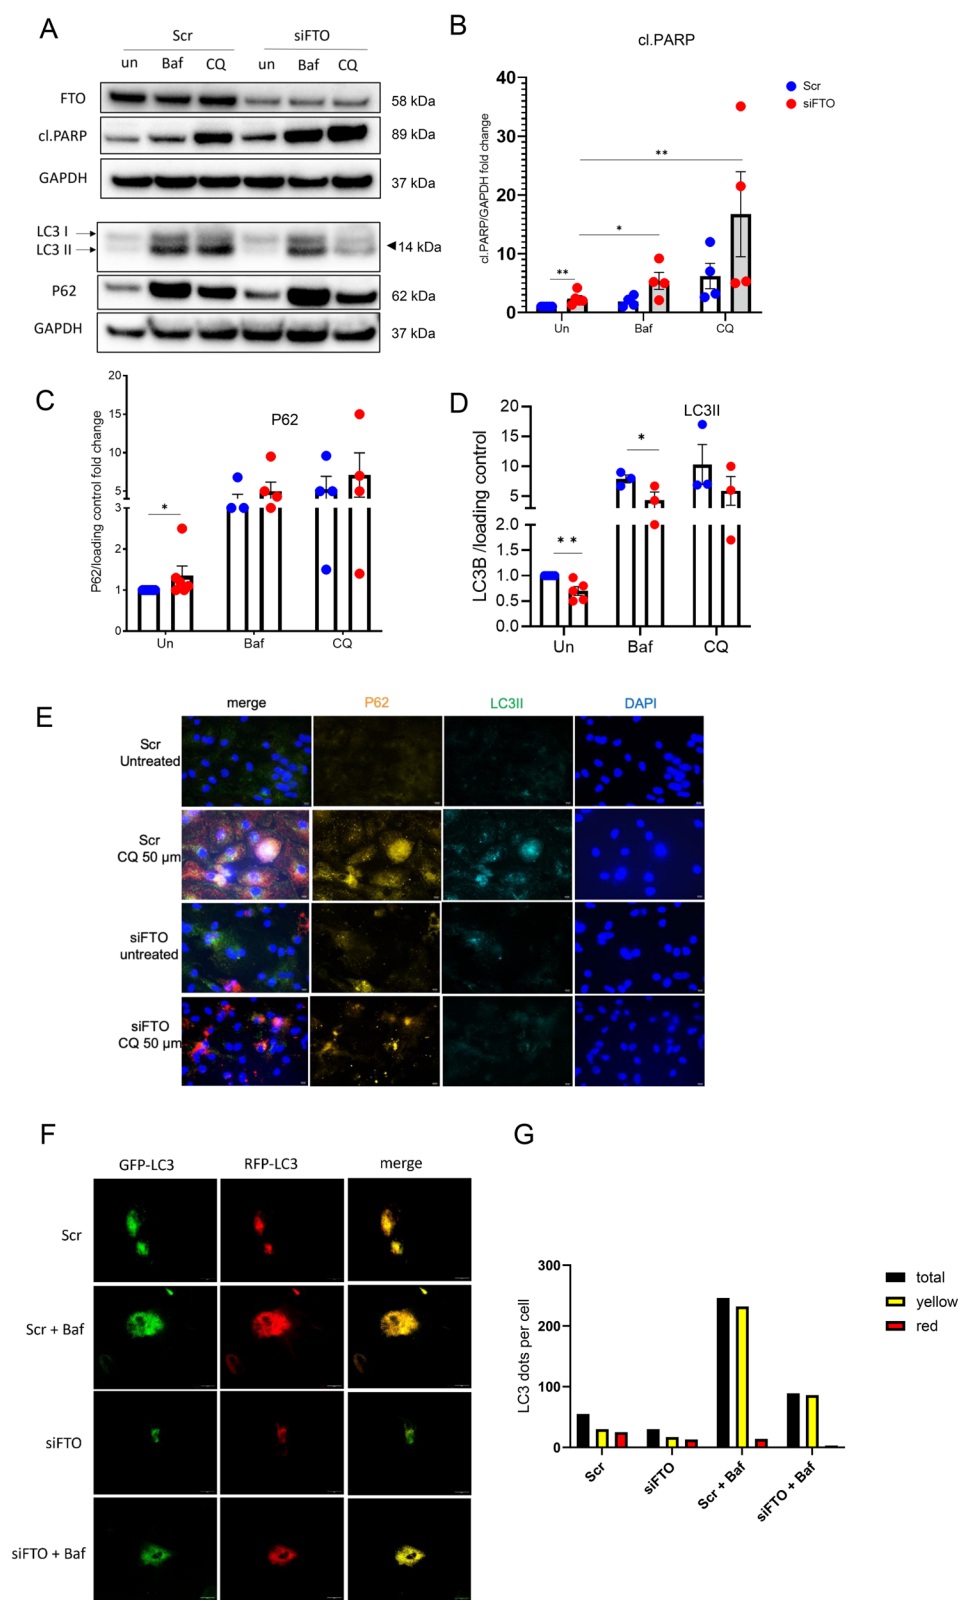 A
Scr
siFTO
un
Baf
CQ
un
Baf
CQ
FTO
58 kDa
cl.PARP
89 kDa
GAPDH
37 kDa
LC3 I
LC3 II
14 kDa
P62
62 kDa
GAPDH
37 kDa
B
cl.PARP
Scr
siFTO
cl.PARP/GAPDH fold change
40
30
20
10
0
**
*
**
Un
Baf
CQ
C
P62
P62/loading control fold change
20
15
10
5
3
2
1
0
*
Un
Baf
CQ
D
LC3II
LC3B /loading control
20
15
10
5
2.0
1.5
1.0
0.5
0.0
* *
*
Un
Baf
CQ
E
merge
P62
LC3II
DAPI
Scr
Untreated
Scr
CQ 50 µm
siFTO
untreated
siFTO
CQ 50 µm
F
GFP-LC3
RFP-LC3
merge
Scr
Scr + Baf
siFTO
siFTO + Baf
G
LC3 dots per cell
300
200
100
0
Scr
siFTO
Scr + Baf
siFTO + Baf
total
yellow
red